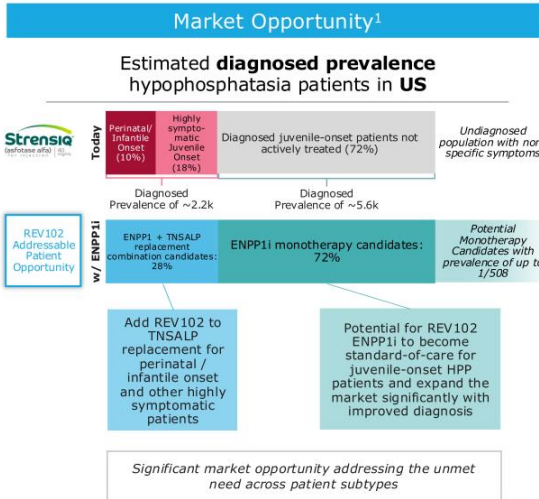 Market Opportunity¹
Estimated diagnosed prevalence
hypophosphatasia patients in US
Strensiq
(asfotase alfa)
for injection
Today
Perinatal/
Infantile
Onset
(10%)
Highly
sympto-
matic
Juvenile
Onset
(18%)
Diagnosed juvenile-onset patients not
actively treated (72%)
Undiagnosed
population with non
specific symptoms
Diagnosed
Prevalence of ~2.2k
Diagnosed
Prevalence of ~5.6k
REV102
Addressable
Patient
Opportunity
w/ ENPP1i
ENPP1 + TNSALP
replacement
combination candidates:
28%
ENPP1i monotherapy candidates:
72%
Potential
Monotherapy
Candidates with
prevalence of up to
1/508
Add REV102 to
TNSALP
replacement for
perinatal /
infantile onset
and other highly
symptomatic
patients
Potential for REV102
ENPP1i to become
standard-of-care for
juvenile-onset HPP
patients and expand the
market significantly with
improved diagnosis
Significant market opportunity addressing the unmet
need across patient subtypes